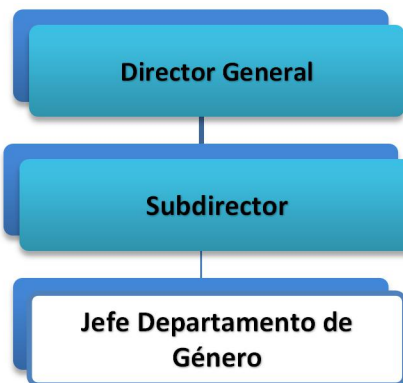 Director General
Subdirector
Jefe Departamento de
Género